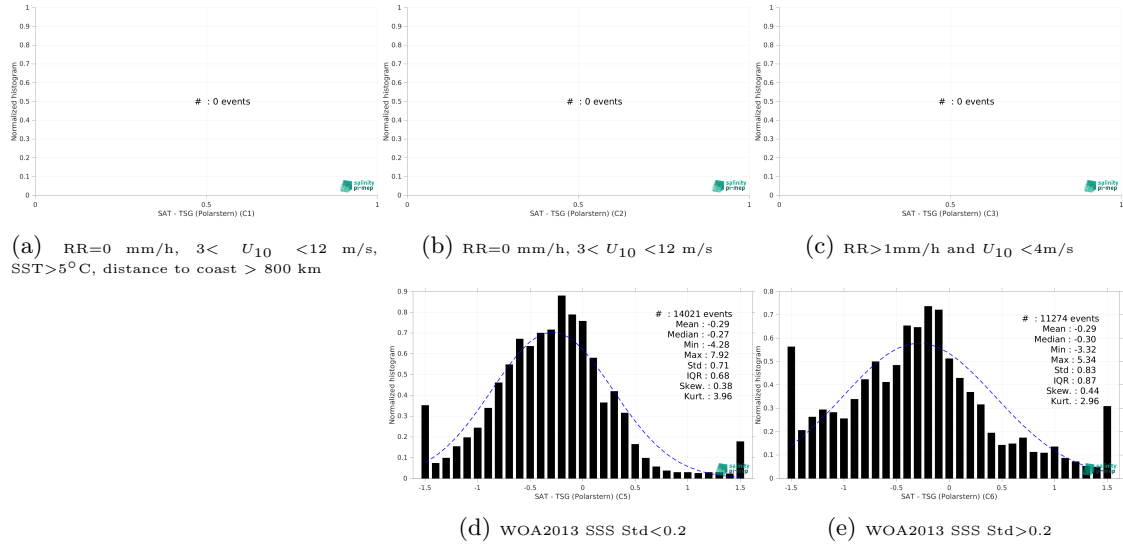 1
0.9
0.8
0.7
0.6
0.5
0.4
0.3
0.2
0.1
0
Normalized histogram
# : 0 events
salinity
pi-mep
0 0.5 1
SAT - TSG (Polarstern) (C1)
(a) RR=0 mm/h, 3< U10 <12 m/s,
SST>5°C, distance to coast > 800 km
1
0.9
0.8
0.7
0.6
0.5
0.4
0.3
0.2
0.1
0
Normalized histogram
# : 0 events
salinity
pi-mep
0 0.5 1
SAT - TSG (Polarstern) (C2)
(b) RR=0 mm/h, 3< U10 <12 m/s
1
0.9
0.8
0.7
0.6
0.5
0.4
0.3
0.2
0.1
0
Normalized histogram
# : 0 events
salinity
pi-mep
0 0.5 1
SAT - TSG (Polarstern) (C3)
(c) RR>1mm/h and U10 <4m/s
0.9
0.8
0.7
0.6
0.5
0.4
0.3
0.2
0.1
0
Normalized histogram
# : 14021 events
Mean : -0.29
Median : -0.27
Min : -4.28
Max : 7.92
Std : 0.71
IQR : 0.68
Skew. : 0.38
Kurt. : 3.96
salinity
pi-mep
-1.5 -1 -0.5 0 0.5 1 1.5
SAT - TSG (Polarstern) (C5)
(d) WOA2013 SSS Std<0.2
0.8
0.7
0.6
0.5
0.4
0.3
0.2
0.1
0
Normalized histogram
# : 11274 events
Mean : -0.29
Median : -0.30
Min : -3.32
Max : 5.34
Std : 0.83
IQR : 0.87
Skew. : 0.44
Kurt. : 2.96
salinity
pi-mep
-1.5 -1 -0.5 0 0.5 1 1.5
SAT - TSG (Polarstern) (C6)
(e) WOA2013 SSS Std>0.2